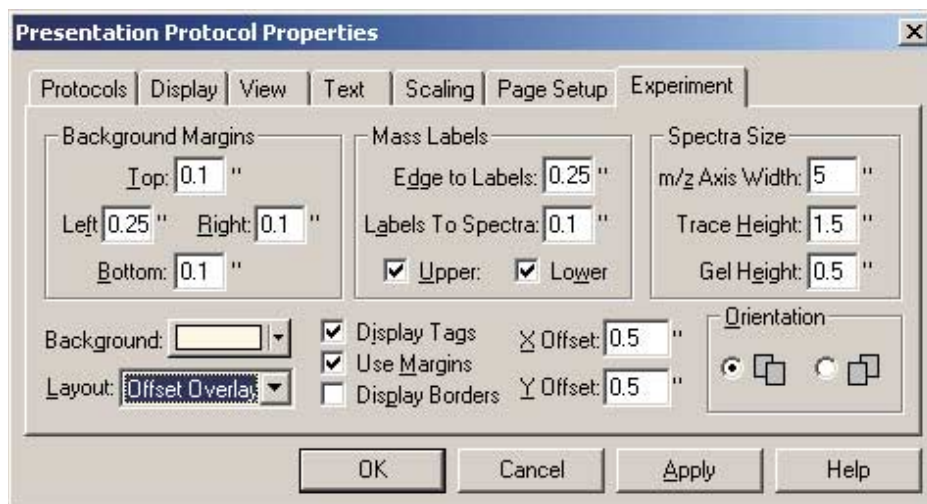 Presentation Protocol Properties
Protocols Display View Text Scaling Page Setup Experiment
Background Margins
Top: 0.1 "
Left 0.25 " Right: 0.1 "
Bottom: 0.1 "
Mass Labels
Edge to Labels: 0.25 "
Labels To Spectra: 0.1 "
Upper: Lower
Spectra Size
m/z Axis Width: 5 "
Trace Height: 1.5 "
Gel Height: 0.5 "
Background:
Layout: Offset Overlay
Display Tags
Use Margins
Display Borders
X Offset: 0.5 "
Y Offset: 0.5 "
Orientation
OK Cancel Apply Help